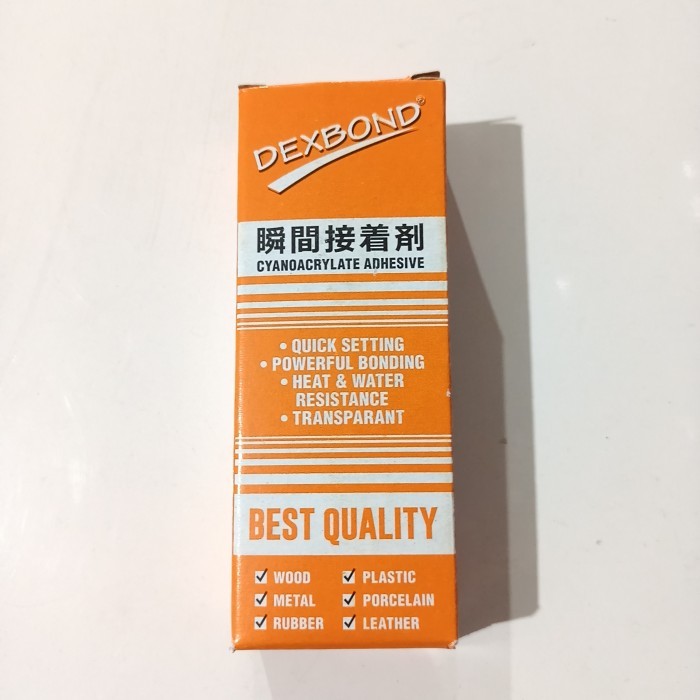 DEXBOND®
瞬間接着剤
CYANOACRYLATE ADHESIVE
• QUICK SETTING
• POWERFUL BONDING
• HEAT & WATER
RESISTANCE
• TRANSPARANT
BEST QUALITY
☑ WOOD ☑ PLASTIC
☑ METAL ☑ PORCELAIN
☑ RUBBER ☑ LEATHER